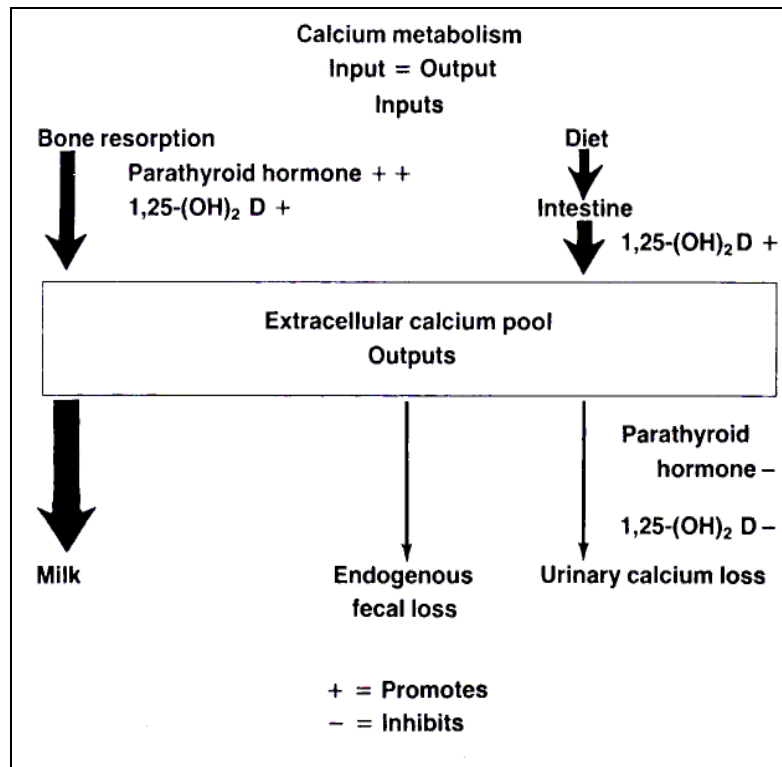 Calcium metabolism
Input = Output
Inputs
Bone resorption
Parathyroid hormone + +
1,25-(OH)₂ D +
Diet
Intestine
1,25-(OH)₂ D +
Extracellular calcium pool
Outputs
Parathyroid
hormone –
1,25-(OH)₂ D –
Milk
Endogenous
fecal loss
Urinary calcium loss
+ = Promotes
– = Inhibits